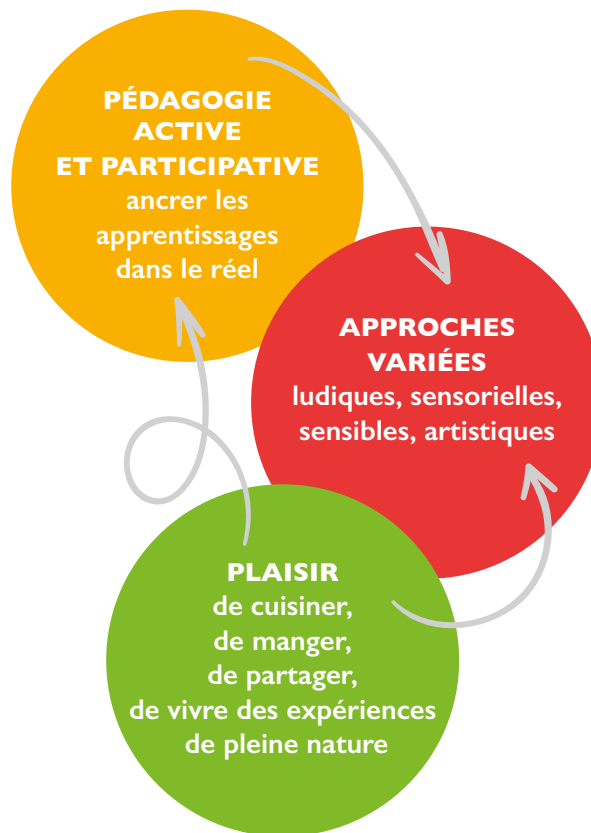 PÉDAGOGIE
ACTIVE
ET PARTICIPATIVE
ancrer les
apprentissages
dans le réel
APPROCHES
VARIÉES
ludiques, sensorielles,
sensibles, artistiques
PLAISIR
de cuisiner,
de manger,
de partager,
de vivre des expériences
de pleine nature